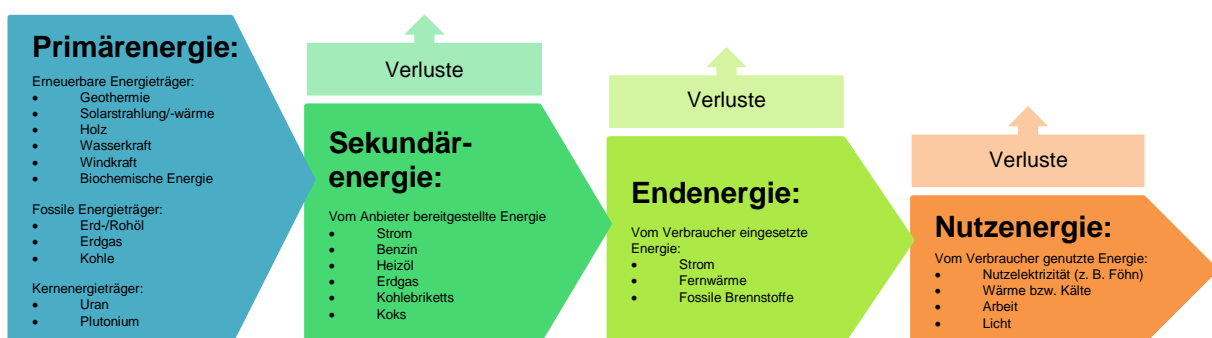 Primärenergie:
Erneuerbare Energieträger:
• Geothermie
• Solarstrahlung/-wärme
• Holz
• Wasserkraft
• Windkraft
• Biochemische Energie
Fossile Energieträger:
• Erd-/Rohöl
• Erdgas
• Kohle
Kernenergieträger:
• Uran
• Plutonium
Verluste
Sekundär-
energie:
Vom Anbieter bereitgestellte Energie
• Strom
• Benzin
• Heizöl
• Erdgas
• Kohlebriketts
• Koks
Verluste
Endenergie:
Vom Verbraucher eingesetzte
Energie:
• Strom
• Fernwärme
• Fossile Brennstoffe
Verluste
Nutzenergie:
Vom Verbraucher genutzte Energie:
• Nutzelektrizität (z. B. Föhn)
• Wärme bzw. Kälte
• Arbeit
• Licht